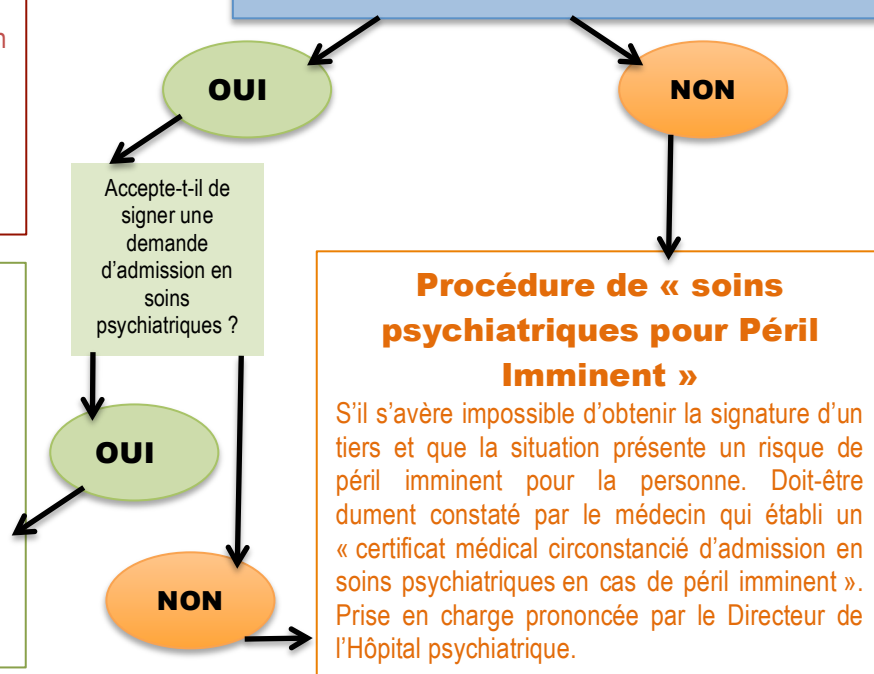 n
OUI
NON
Accepte-t-il de
signer une
demande
d’admission en
soins
psychiatriques ?
OUI
NON
Procédure de « soins
psychiatriques pour Péril
Imminent »
S’il s’avère impossible d’obtenir la signature d’un
tiers et que la situation présente un risque de
péril imminent pour la personne. Doit-être
dument constaté par le médecin qui établi un
« certificat médical circonstancié d’admission en
soins psychiatriques en cas de péril imminent ».
Prise en charge prononcée par le Directeur de
l’Hôpital psychiatrique.